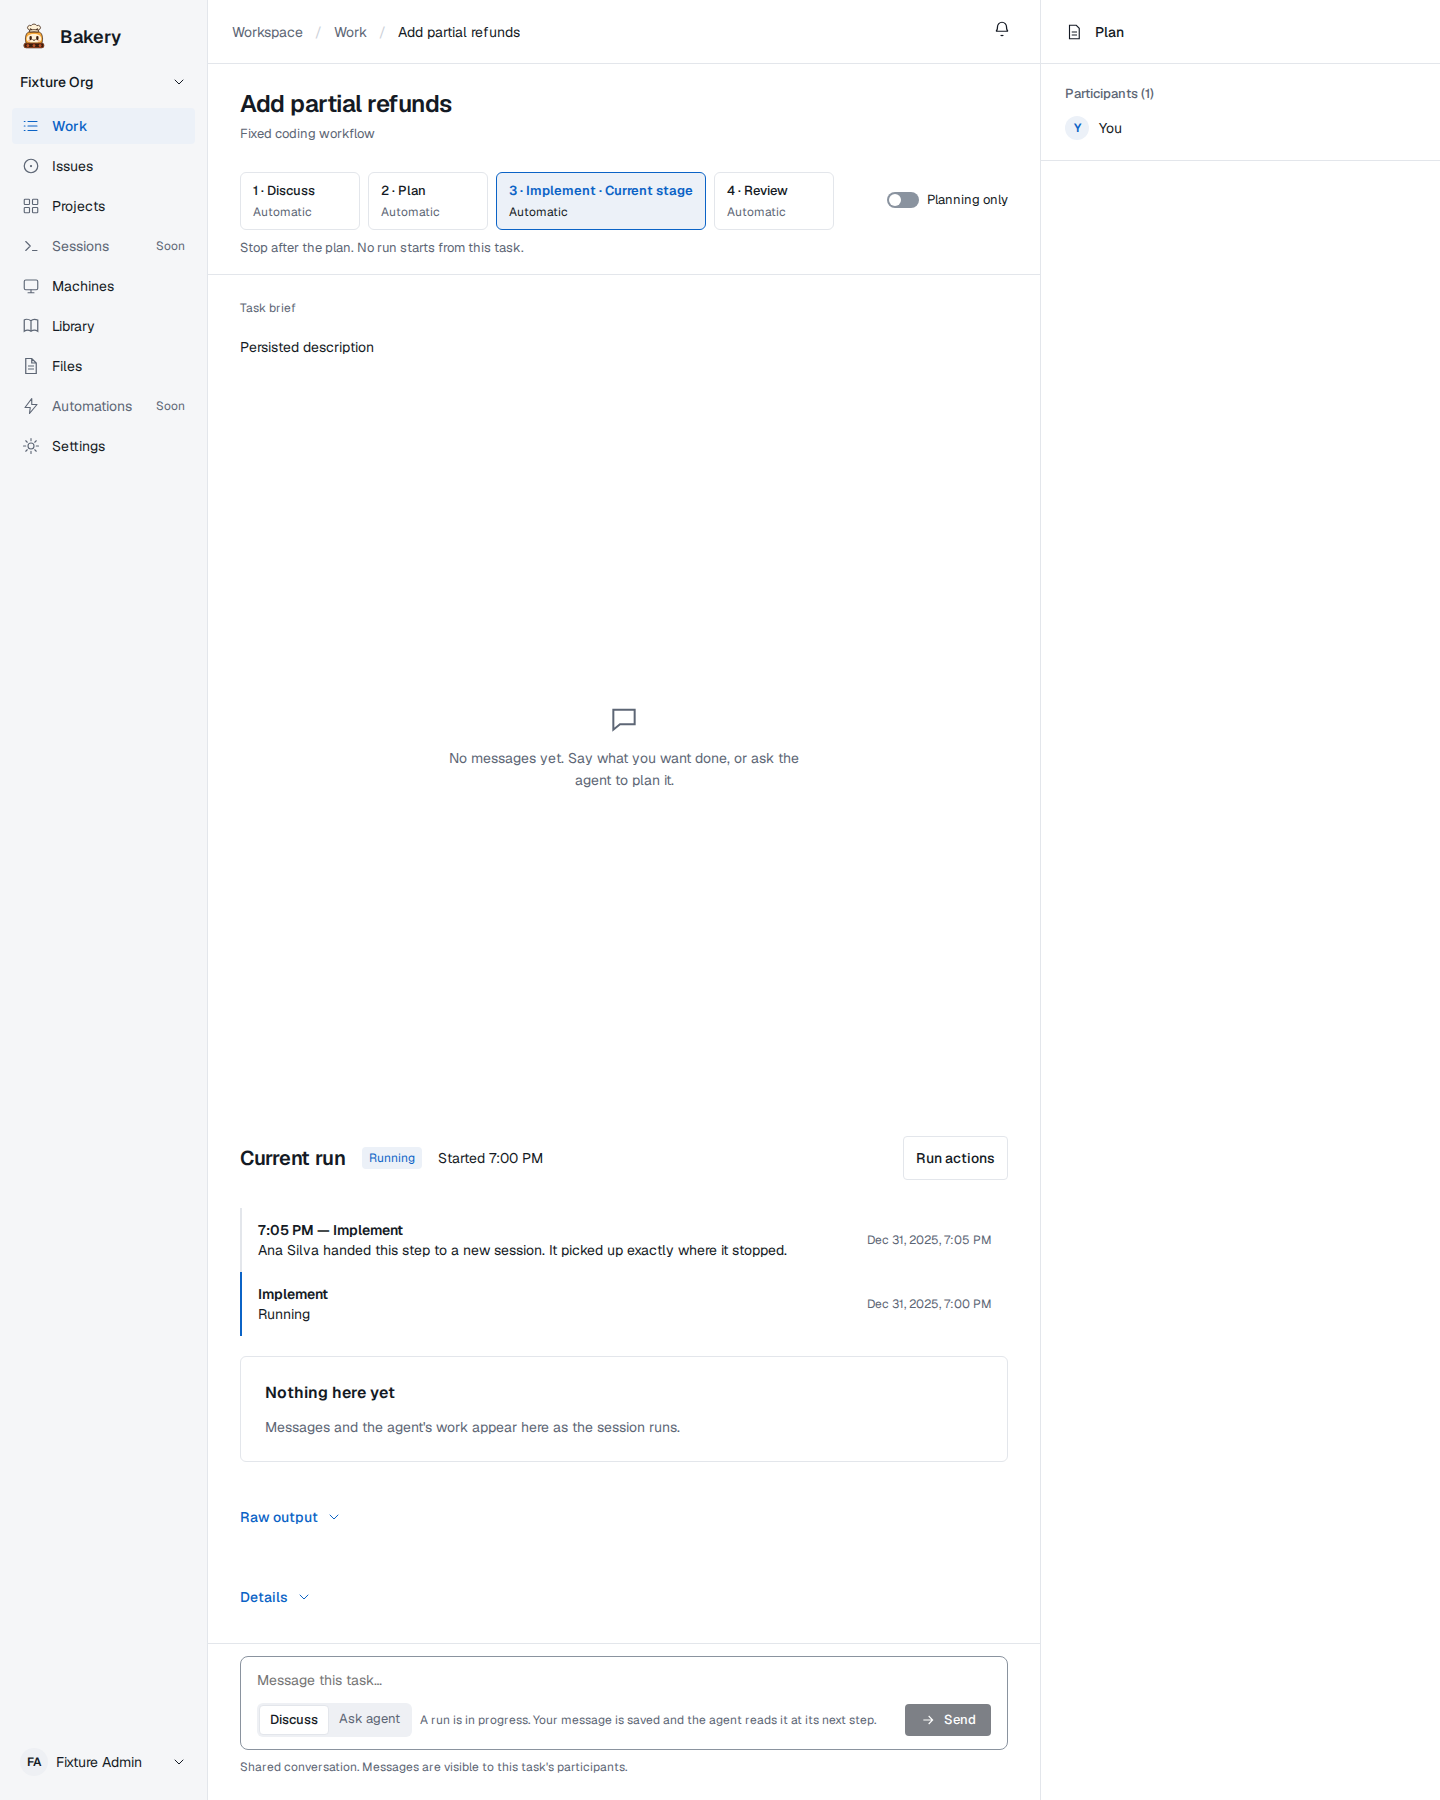 Bakery
Fixture Org
Work
Issues
Projects
Sessions Soon
Machines
Library
Files
Automations Soon
Settings
FA Fixture Admin
Workspace / Work / Add partial refunds
Add partial refunds
Fixed coding workflow
1 · Discuss
Automatic
2 · Plan
Automatic
3 · Implement · Current stage
Automatic
4 · Review
Automatic
Planning only
Stop after the plan. No run starts from this task.
Task brief
Persisted description
No messages yet. Say what you want done, or ask the
agent to plan it.
Current run Running Started 7:00 PM Run actions
7:05 PM — Implement
Ana Silva handed this step to a new session. It picked up exactly where it stopped.
Dec 31, 2025, 7:05 PM
Implement
Running
Dec 31, 2025, 7:00 PM
Nothing here yet
Messages and the agent's work appear here as the session runs.
Raw output
Details
Message this task...
Discuss Ask agent A run is in progress. Your message is saved and the agent reads it at its next step. Send
Shared conversation. Messages are visible to this task's participants.
Plan
Participants (1)
Y You